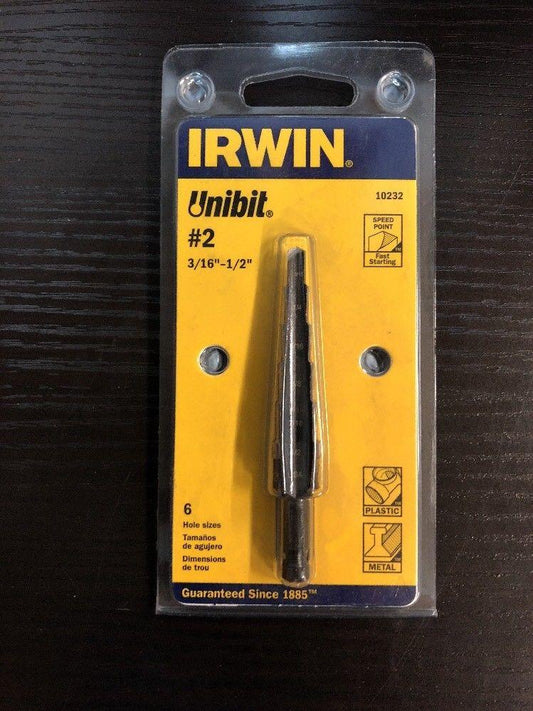 IRWIN®
Unibit®
10232
#2
3/16"–1/2"
SPEED
POINT
™
Fast
Starting
6
Hole sizes
Tamaños
de agujero
Dimensions
de trou
PLASTIC
METAL
Guaranteed Since 1885™